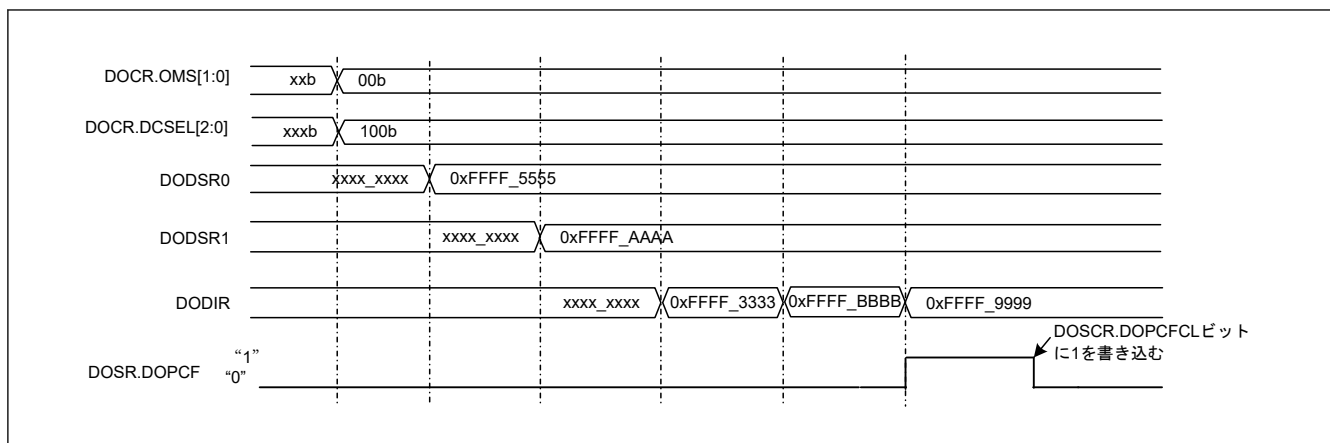 DOCR.OMS[1:0] xxb 00b
DOCR.DCSEL[2:0] xxxb 100b
DODSR0 xxxx_xxxx 0xFFFF_5555
DODSR1 xxxx_xxxx 0xFFFF_AAAA
DODIR xxxx_xxxx 0xFFFF_3333 0xFFFF_BBBB 0xFFFF_9999
DOSCR.DOPCFCLビット
に1を書き込む
“1”
DOSR.DOPCF “0”